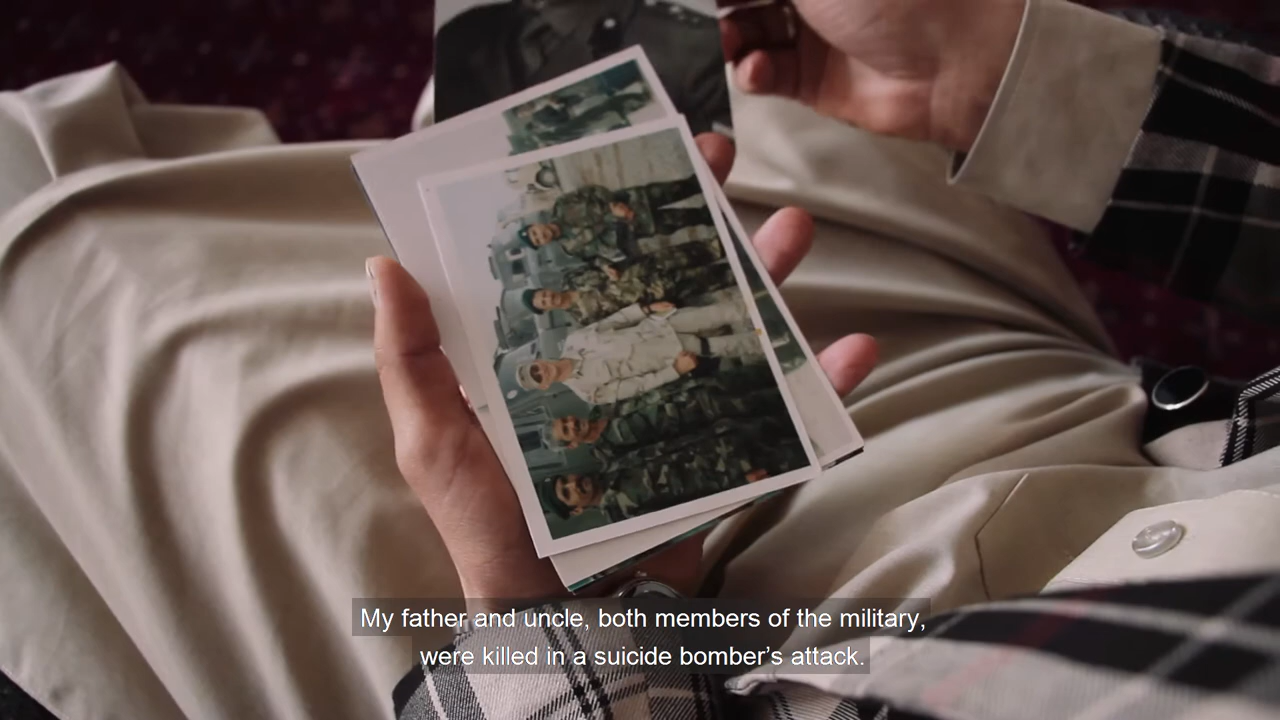 My father and uncle, both members of the military,
were killed in a suicide bomber’s attack.